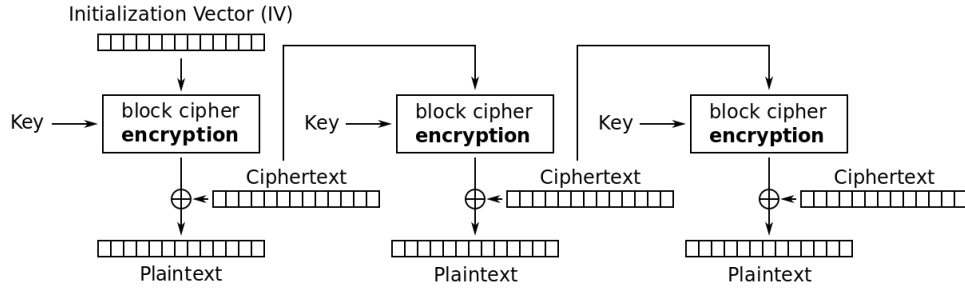 Initialization Vector (IV)
Key
block cipher
encryption
Key
block cipher
encryption
Key
block cipher
encryption
Ciphertext
Ciphertext
Ciphertext
Plaintext
Plaintext
Plaintext